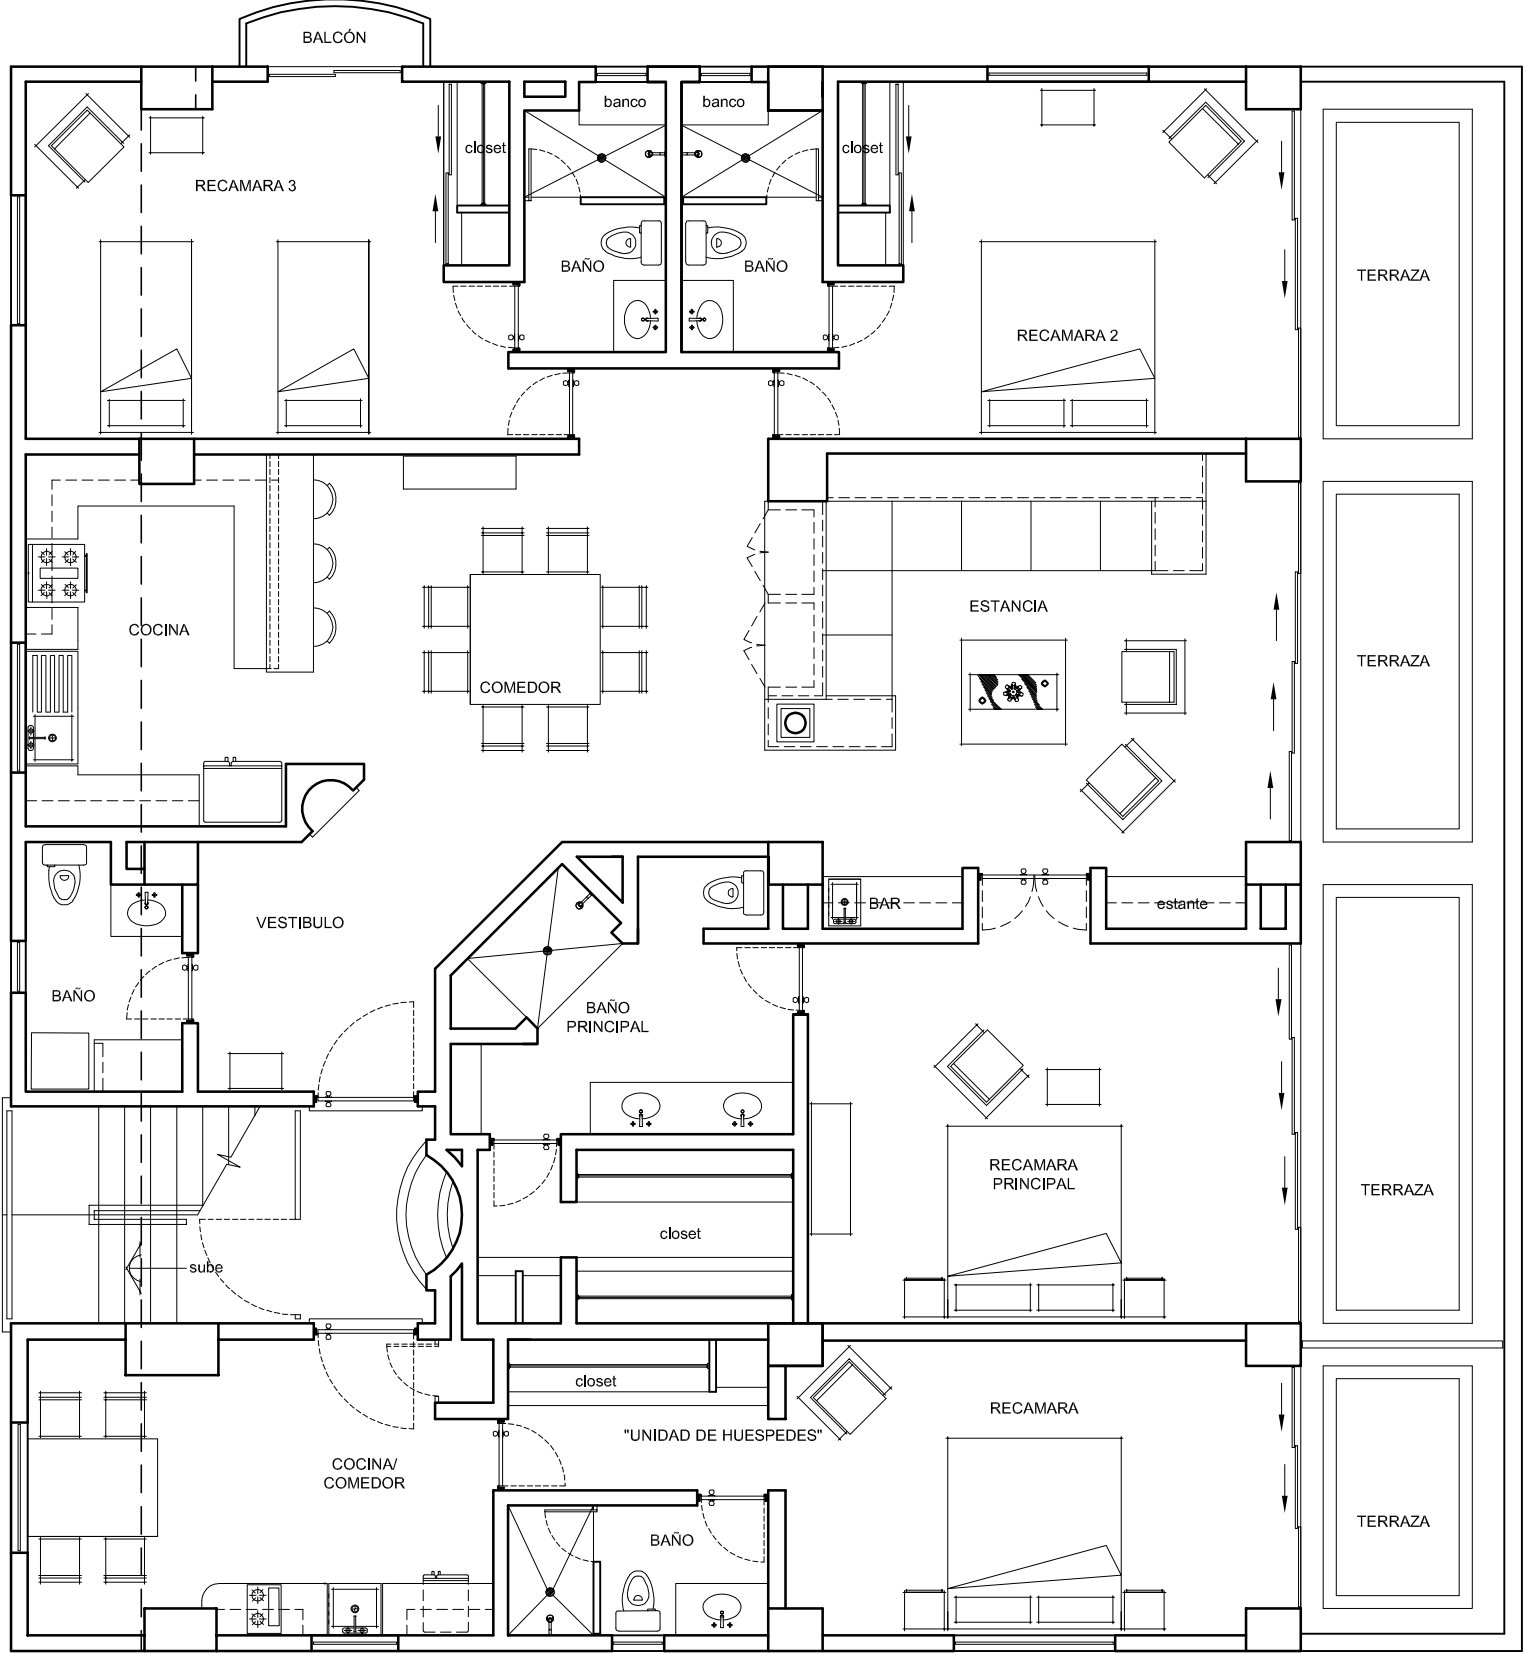 BALCÓN
banco
banco
closet
closet
RECAMARA 3
BAÑO
BAÑO
TERRAZA
RECAMARA 2
ESTANCIA
COCINA
TERRAZA
COMEDOR
BAR
estante
VESTIBULO
BAÑO
BAÑO
PRINCIPAL
RECAMARA
PRINCIPAL
TERRAZA
closet
sube
closet
RECAMARA
"UNIDAD DE HUESPEDES"
COCINA/
COMEDOR
TERRAZA
BAÑO